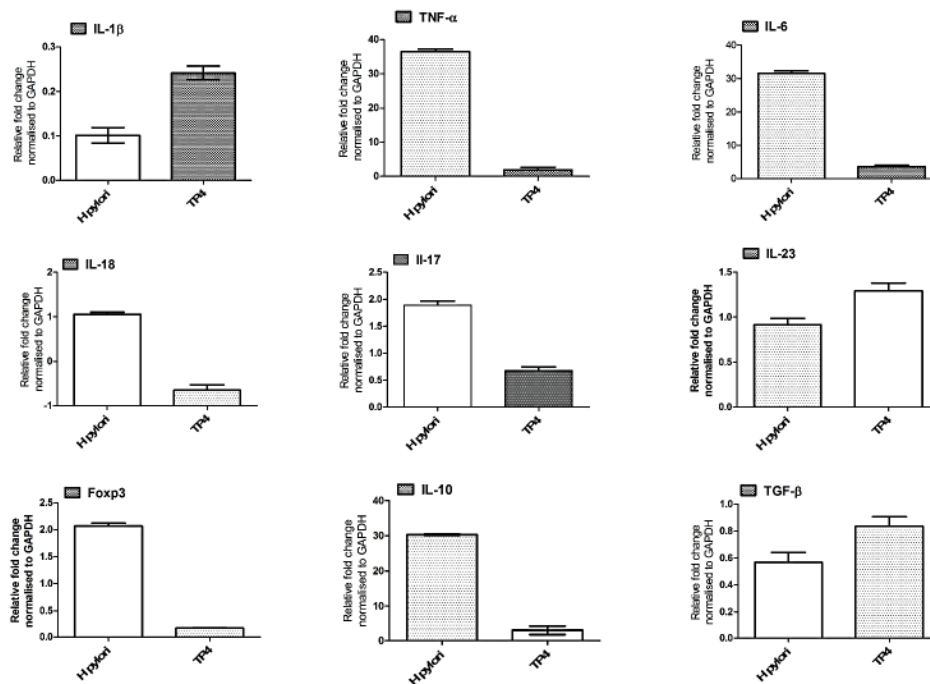 IL-1β
Relative fold change
normalised to GAPDH
0.3
0.2
0.1
0.0
H pylori
TP4
TNF-α
Relative fold change
normalised to GAPDH
40
30
20
10
0
H pylori
TP4
IL-6
Relative fold change
normalised to GAPDH
40
30
20
10
0
H pylori
TP4
IL-18
Relative fold change
normalised to GAPDH
2
1
0
-1
H pylori
TP4
Il-17
Relative fold change
normalised to GAPDH
2.5
2.0
1.5
1.0
0.5
0.0
H pylori
TP4
IL-23
Relative fold change
normalised to GAPDH
1.5
1.0
0.5
0.0
H pylori
TP4
Foxp3
Relative fold change
normalised to GAPDH
2.5
2.0
1.5
1.0
0.5
0.0
H pylori
TP4
IL-10
Relative fold change
normalised to GAPDH
40
30
20
10
0
H pylori
TP4
TGF-β
Relative fold change
normalised to GAPDH
1.0
0.8
0.6
0.4
0.2
0.0
H pylori
TP4